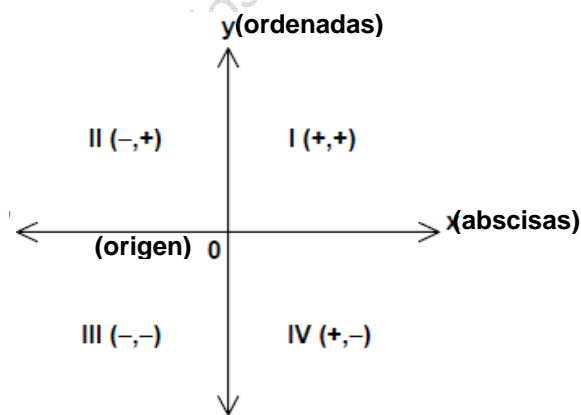 y(ordenadas)
II (–,+) I (+,+)
x(abscisas)
(origen) 0
III (–,–) IV (+,–)